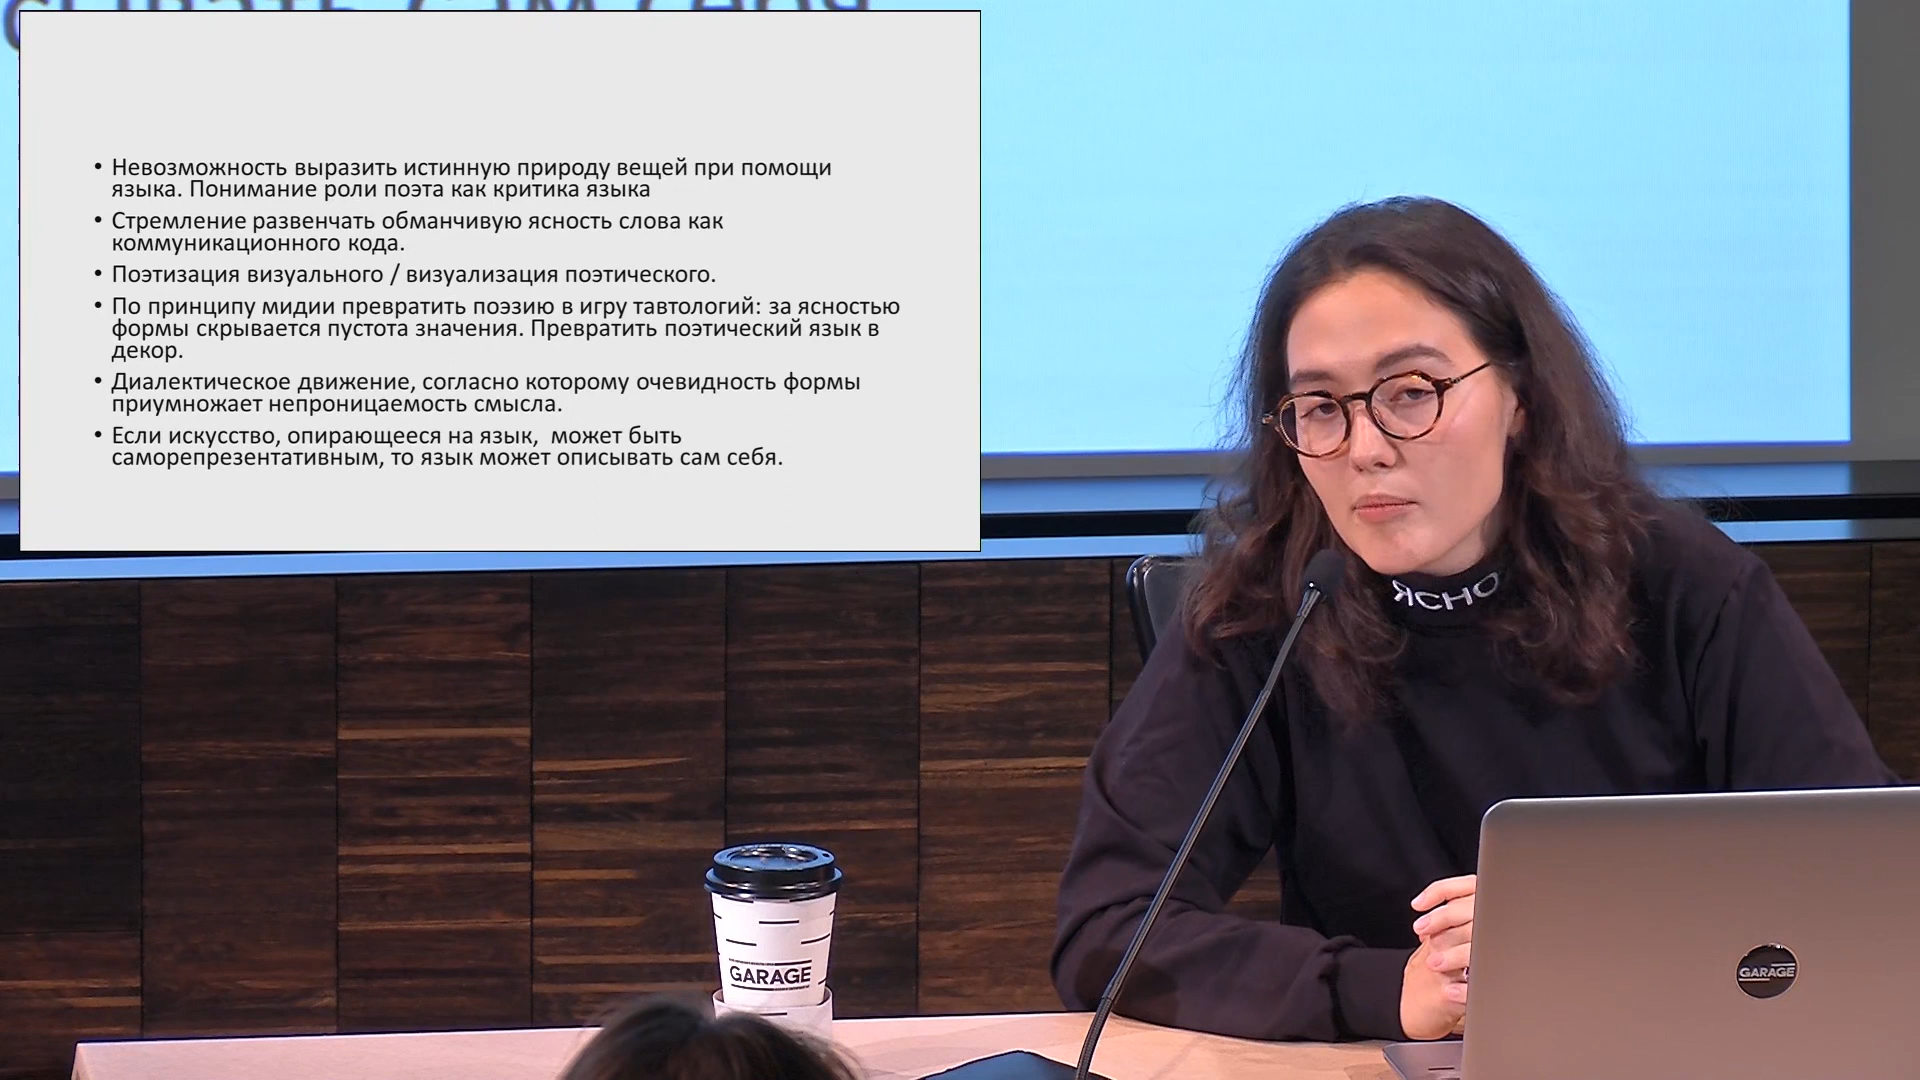 сывать сам себя
• Невозможность выразить истинную природу вещей при помощи
языка. Понимание роли поэта как критика языка
• Стремление развенчать обманчивую ясность слова как
коммуникационного кода.
• Поэтизация визуального / визуализация поэтического.
• По принципу мидии превратить поэзию в игру тавтологий: за ясностью
формы скрывается пустота значения. Превратить поэтический язык в
декор.
• Диалектическое движение, согласно которому очевидность формы
приумножает непроницаемость смысла.
• Если искусство, опирающееся на язык,  может быть
саморепрезентативным, то язык может описывать сам себя.
ЯСНО
GARAGE
GARAGE